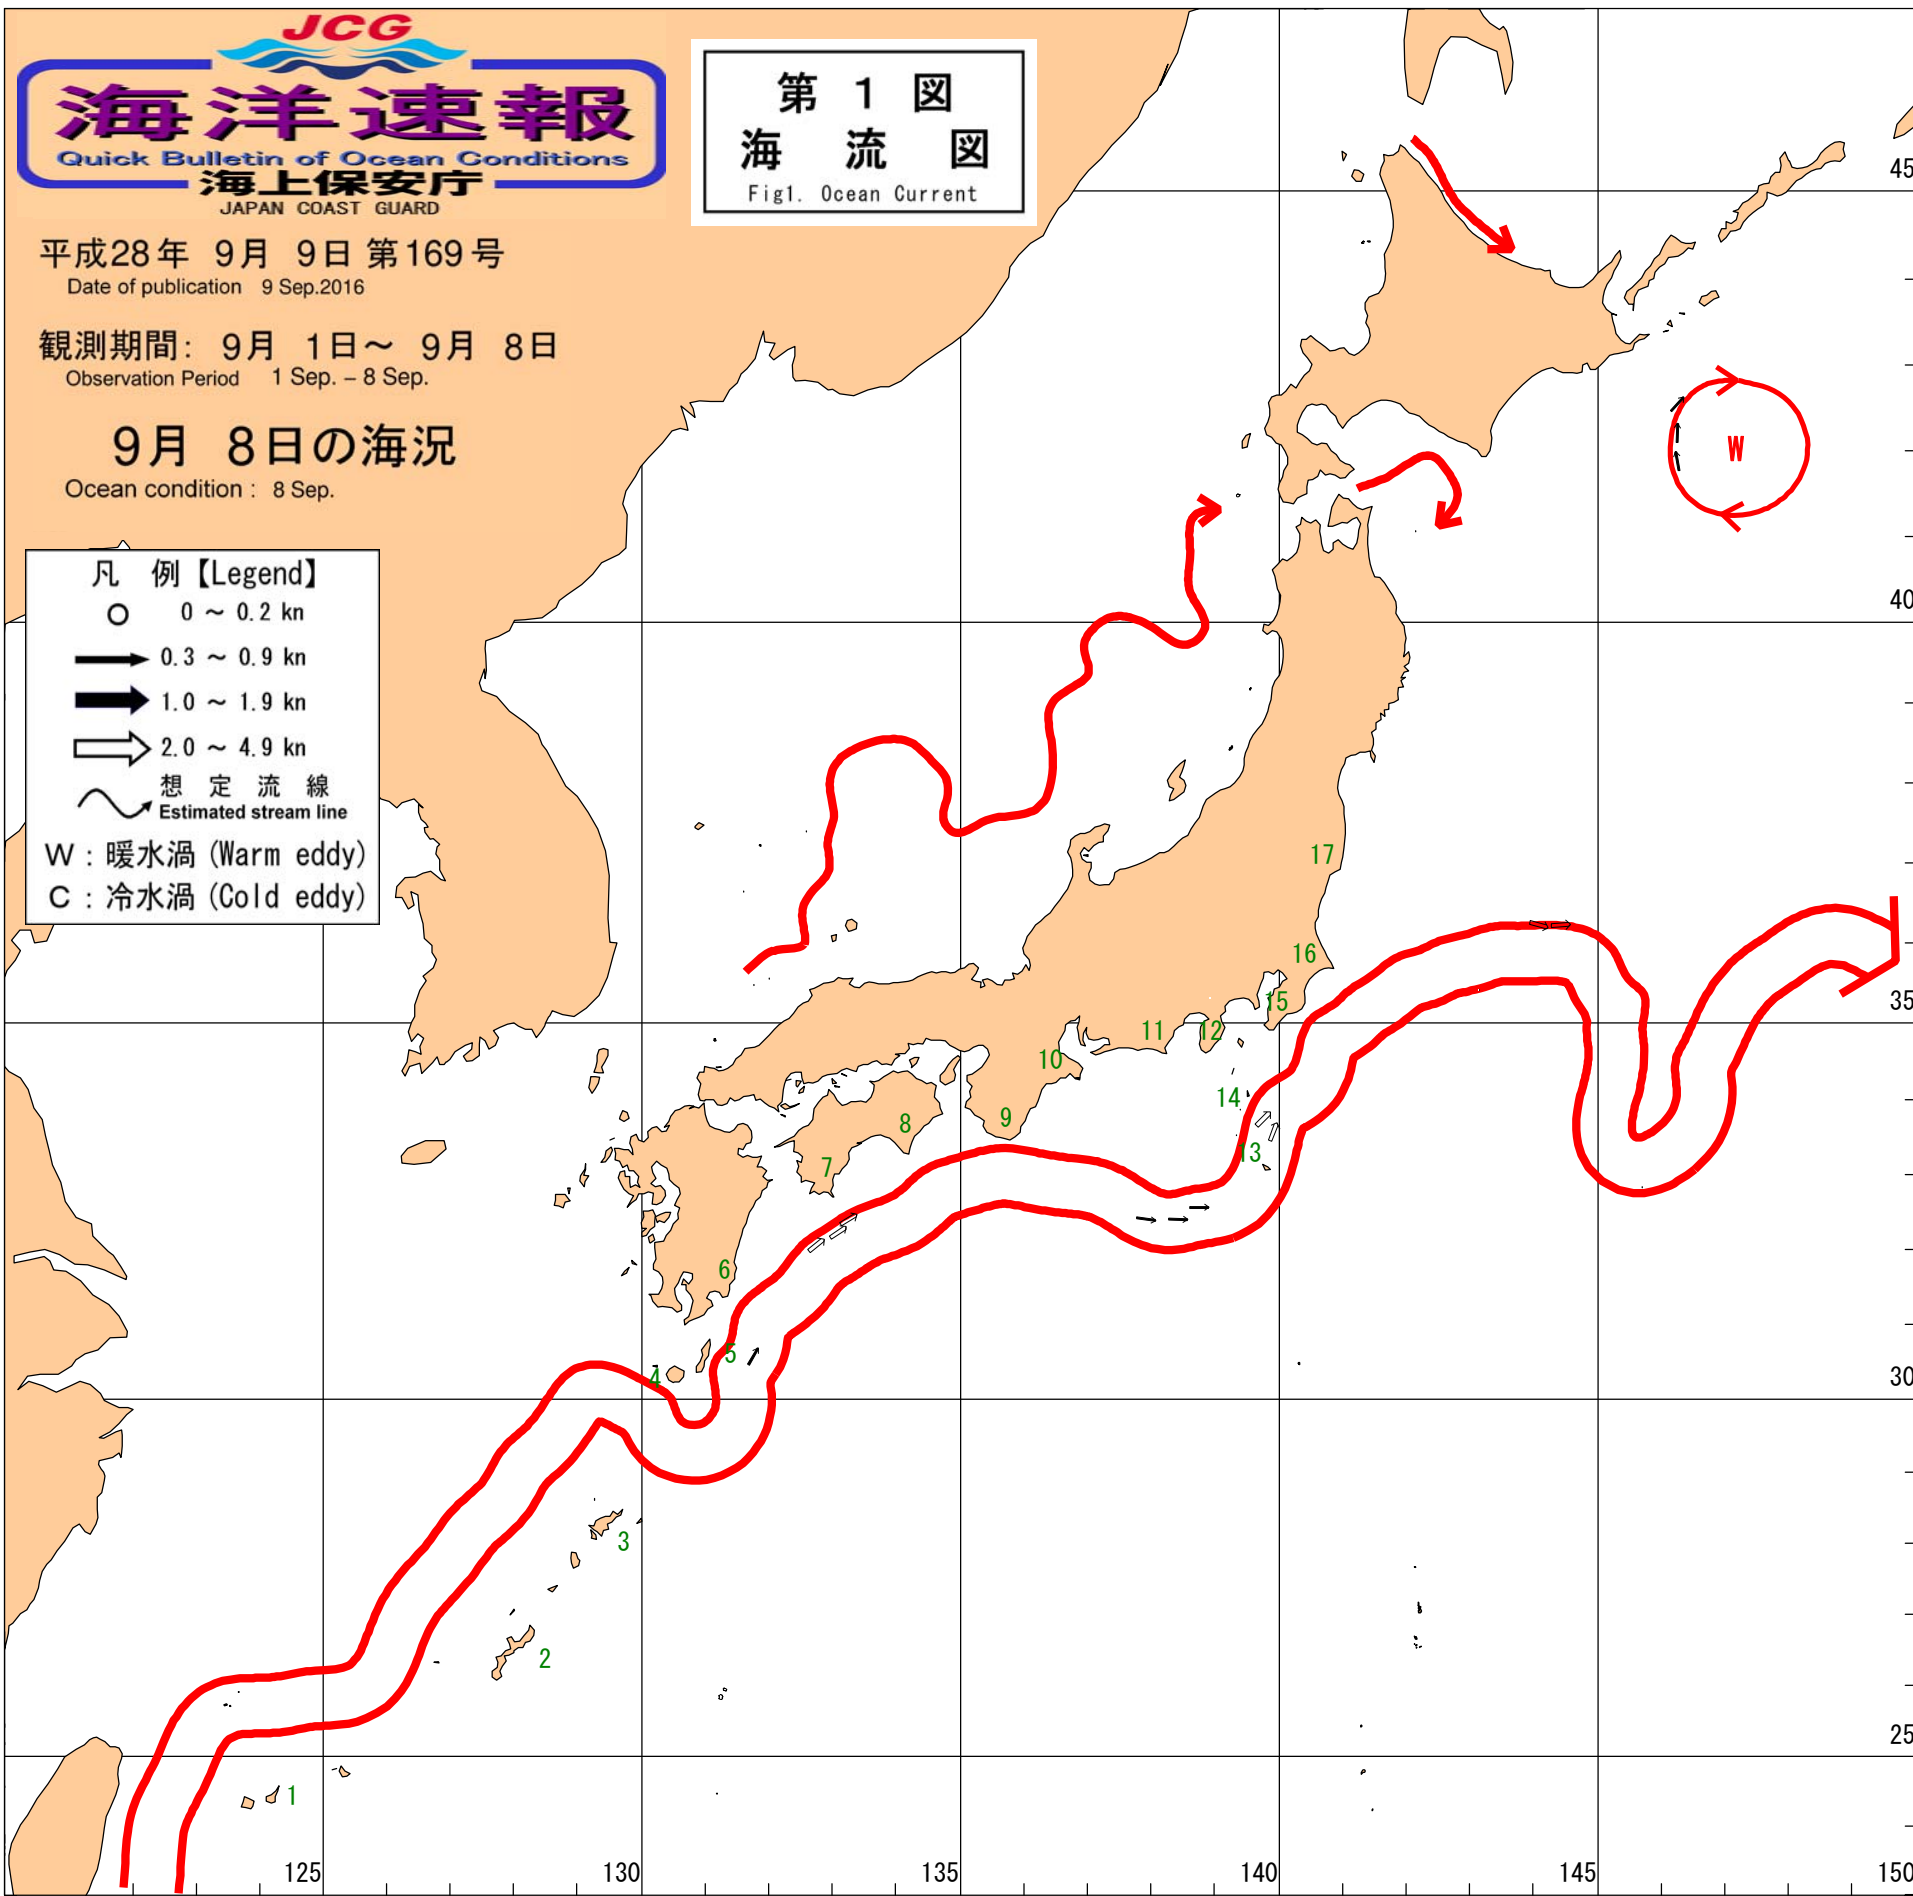 JCG
海洋速報
Quick Bulletin of Ocean Conditions
海上保安庁
JAPAN COAST GUARD
第 1 図
海 流 図
Fig1. Ocean Current
平成28年 9月 9日 第169号
Date of publication 9 Sep.2016
観測期間: 9月 1日～ 9月 8日
Observation Period 1 Sep. – 8 Sep.
9月 8日の海況
Ocean condition : 8 Sep.
凡 例【Legend】
0 ～ 0.2 kn
0.3 ～ 0.9 kn
1.0 ～ 1.9 kn
2.0 ～ 4.9 kn
想 定 流 線
Estimated stream line
W : 暖水渦 (Warm eddy)
C : 冷水渦 (Cold eddy)
45
W
40
17
16
15
35
11
12
10
14
9
8
13
7
6
5
4
30
3
2
25
1
125
130
135
140
145
150